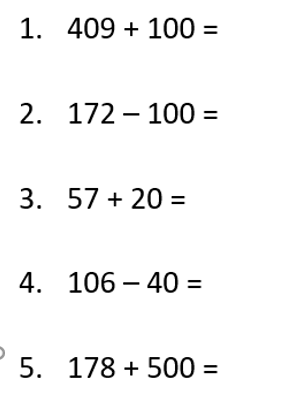 1. 409 + 100 =
2. 172 – 100 =
3. 57 + 20 =
4. 106 – 40 =
5. 178 + 500 =